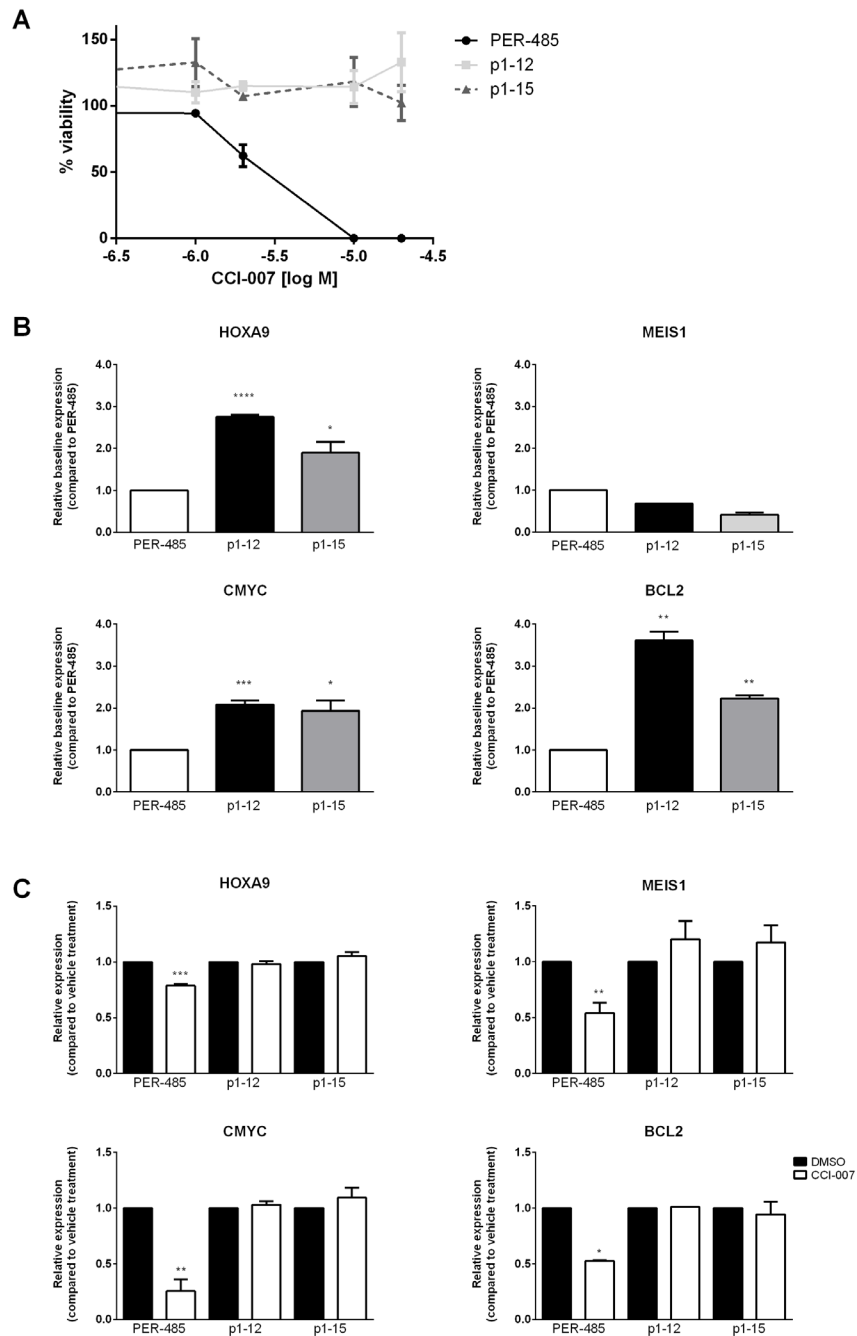 A
150
100
50
0
% viability
-6.5 -6.0 -5.5 -5.0 -4.5
CCI-007 [log M]
PER-485
p1-12
p1-15
B
HOXA9
Relative baseline expression
(compared to PER-485)
4.0
3.0
2.0
1.0
0.0
****
*
PER-485 p1-12 p1-15
MEIS1
Relative baseline expression
(compared to PER-485)
4.0
3.0
2.0
1.0
0.0
PER-485 p1-12 p1-15
CMYC
Relative baseline expression
(compared to PER-485)
4.0
3.0
2.0
1.0
0.0
***
*
PER-485 p1-12 p1-15
BCL2
Relative baseline expression
(compared to PER-485)
4.0
3.0
2.0
1.0
0.0
**
**
PER-485 p1-12 p1-15
C
HOXA9
Relative expression
(compared to vehicle treatment)
1.5
1.0
0.5
0.0
***
PER-485 p1-12 p1-15
MEIS1
Relative expression
(compared to vehicle treatment)
1.5
1.0
0.5
0.0
**
PER-485 p1-12 p1-15
CMYC
Relative expression
(compared to vehicle treatment)
1.5
1.0
0.5
0.0
**
PER-485 p1-12 p1-15
BCL2
Relative expression
(compared to vehicle treatment)
1.5
1.0
0.5
0.0
*
PER-485 p1-12 p1-15
DMSO
CCI-007